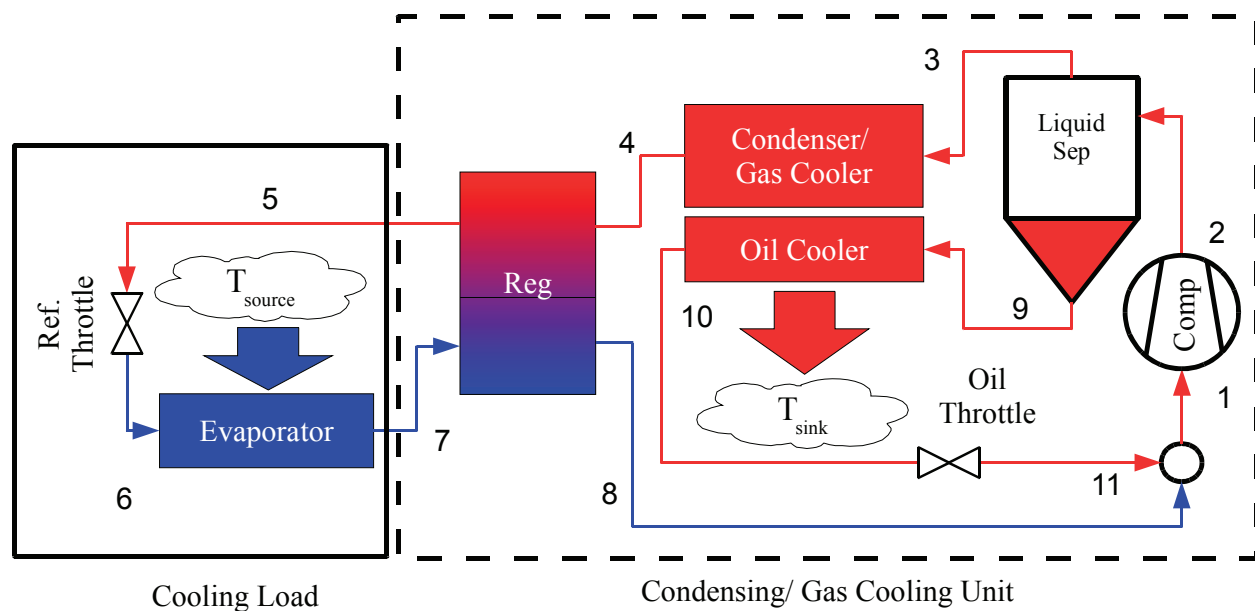 3
Liquid
Sep
Condenser/
Gas Cooler
4
5
2
Oil Cooler
Reg
T source
Ref.
Throttle
10
9
Comp
Oil
Throttle
1
T sink
Evaporator
7
6
8
11
Cooling Load
Condensing/ Gas Cooling Unit